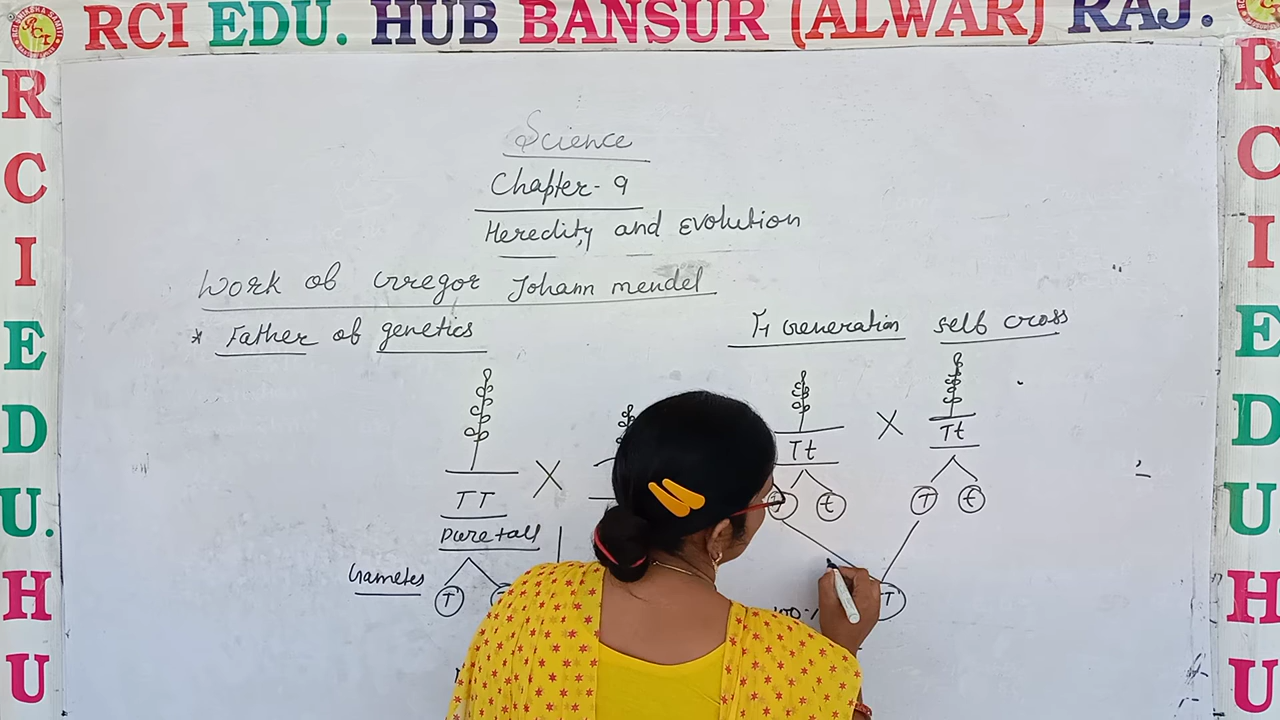 RCI EDU. HUB BANSUR (ALWAR) RAJ.
R
C
I
E
D
U.
H
U
Science
Chapter-9
Heredity and Evolution
Work of Gregor Johann mendel
* Father of genetics
F1 Generation self cross
Tt X Tt
T t T t
TT X
pure tall
Gametes T
100%
R
C
I
E
D
U
H
U